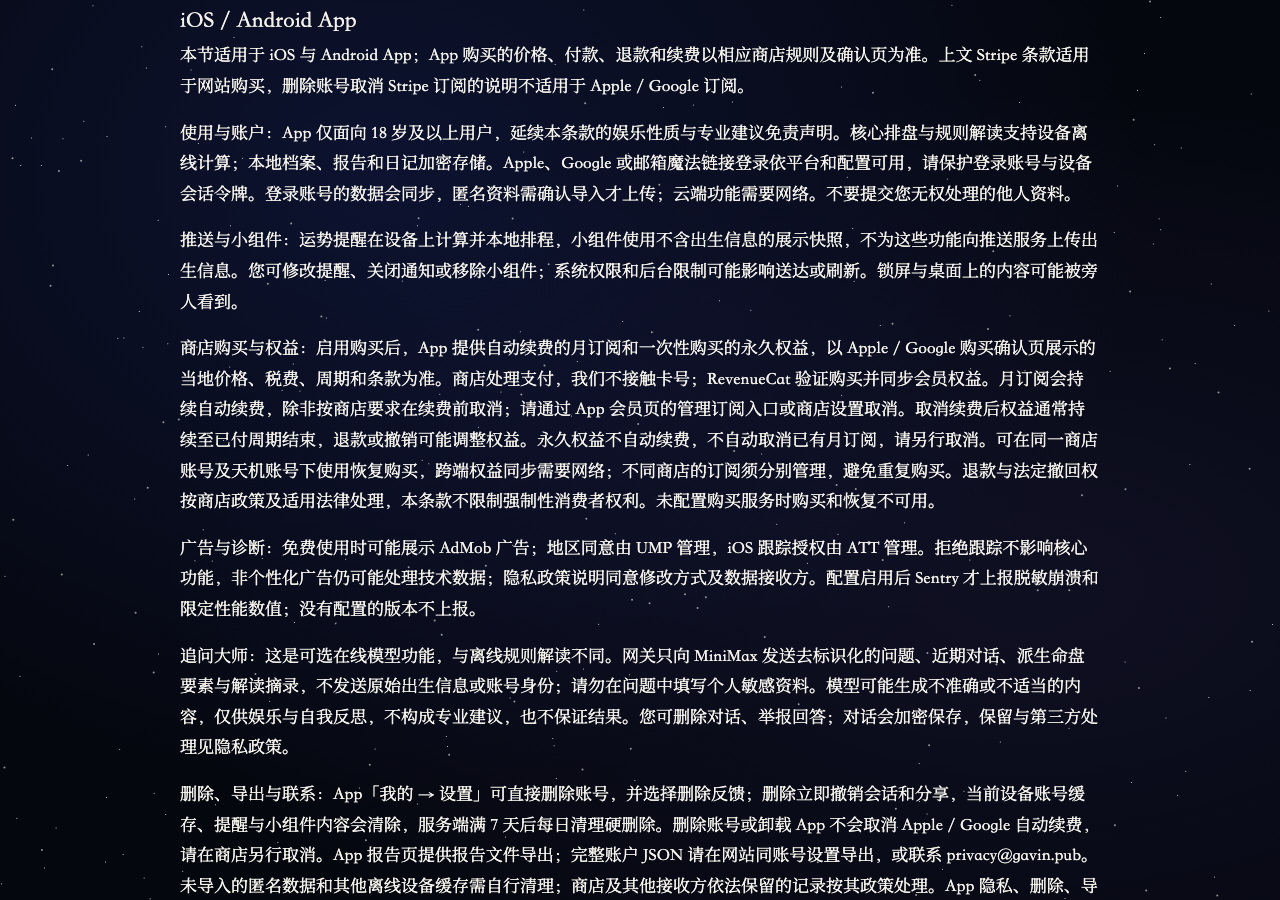 iOS / Android App
本节适用于 iOS 与 Android App；App 购买的价格、付款、退款和续费以相应商店规则及确认页为准。上文 Stripe 条款适用
于网站购买，删除账号取消 Stripe 订阅的说明不适用于 Apple / Google 订阅。
使用与账户：App 仅面向 18 岁及以上用户，延续本条款的娱乐性质与专业建议免责声明。核心排盘与规则解读支持设备离
线计算；本地档案、报告和日记加密存储。Apple、Google 或邮箱魔法链接登录依平台和配置可用，请保护登录账号与设备
会话令牌。登录账号的数据会同步，匿名资料需确认导入才上传；云端功能需要网络。不要提交您无权处理的他人资料。
推送与小组件：运势提醒在设备上计算并本地排程，小组件使用不含出生信息的展示快照，不为这些功能向推送服务上传出
生信息。您可修改提醒、关闭通知或移除小组件；系统权限和后台限制可能影响送达或刷新。锁屏与桌面上的内容可能被旁
人看到。
商店购买与权益：启用购买后，App 提供自动续费的月订阅和一次性购买的永久权益，以 Apple / Google 购买确认页展示的
当地价格、税费、周期和条款为准。商店处理支付，我们不接触卡号；RevenueCat 验证购买并同步会员权益。月订阅会持
续自动续费，除非按商店要求在续费前取消；请通过 App 会员页的管理订阅入口或商店设置取消。取消续费后权益通常持
续至已付周期结束，退款或撤销可能调整权益。永久权益不自动续费，不自动取消已有月订阅，请另行取消。可在同一商店
账号及天机账号下使用恢复购买，跨端权益同步需要网络；不同商店的订阅须分别管理，避免重复购买。退款与法定撤回权
按商店政策及适用法律处理，本条款不限制强制性消费者权利。未配置购买服务时购买和恢复不可用。
广告与诊断：免费使用时可能展示 AdMob 广告；地区同意由 UMP 管理，iOS 跟踪授权由 ATT 管理。拒绝跟踪不影响核心
功能，非个性化广告仍可能处理技术数据；隐私政策说明同意修改方式及数据接收方。配置启用后 Sentry 才上报脱敏崩溃和
限定性能数值；没有配置的版本不上报。
追问大师：这是可选在线模型功能，与离线规则解读不同。网关只向 MiniMax 发送去标识化的问题、近期对话、派生命盘
要素与解读摘录，不发送原始出生信息或账号身份；请勿在问题中填写个人敏感资料。模型可能生成不准确或不适当的内
容，仅供娱乐与自我反思，不构成专业建议，也不保证结果。您可删除对话、举报回答；对话会加密保存，保留与第三方处
理见隐私政策。
删除、导出与联系：App「我的 → 设置」可直接删除账号，并选择删除反馈；删除立即撤销会话和分享，当前设备账号缓
存、提醒与小组件内容会清除，服务端满 7 天后每日清理硬删除。删除账号或卸载 App 不会取消 Apple / Google 自动续费，
请在商店另行取消。App 报告页提供报告文件导出；完整账户 JSON 请在网站同账号设置导出，或联系 privacy@gavin.pub。
未导入的匿名数据和其他离线设备缓存需自行清理；商店及其他接收方依法保留的记录按其政策处理。App 隐私、删除、导